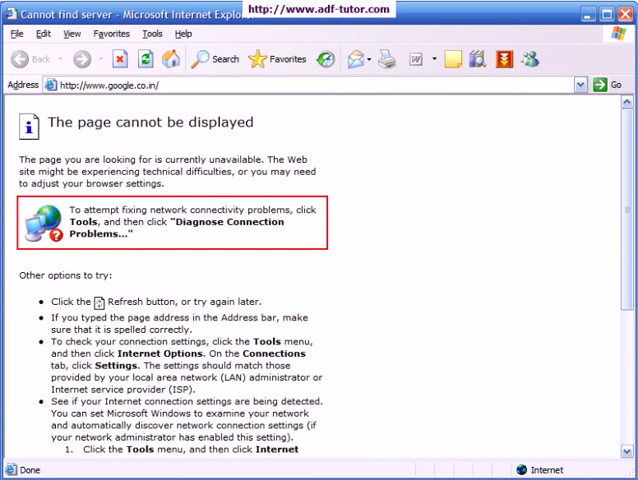 http://www.adf-tutor.com
Cannot find server - Microsoft Internet Explo
File Edit View Favorites Tools Help
Back Search Favorites
Address http://www.google.co.in/ Go
The page cannot be displayed
The page you are looking for is currently unavailable. The Web
site might be experiencing technical difficulties, or you may need
to adjust your browser settings.
To attempt fixing network connectivity problems, click
Tools, and then click "Diagnose Connection
Problems..."
Other options to try:
• Click the Refresh button, or try again later.
• If you typed the page address in the Address bar, make
sure that it is spelled correctly.
• To check your connection settings, click the Tools menu,
and then click Internet Options. On the Connections
tab, click Settings. The settings should match those
provided by your local area network (LAN) administrator or
Internet service provider (ISP).
• See if your Internet connection settings are being detected.
You can set Microsoft Windows to examine your network
and automatically discover network connection settings (if
your network administrator has enabled this setting).
1. Click the Tools menu, and then click Internet
Done Internet